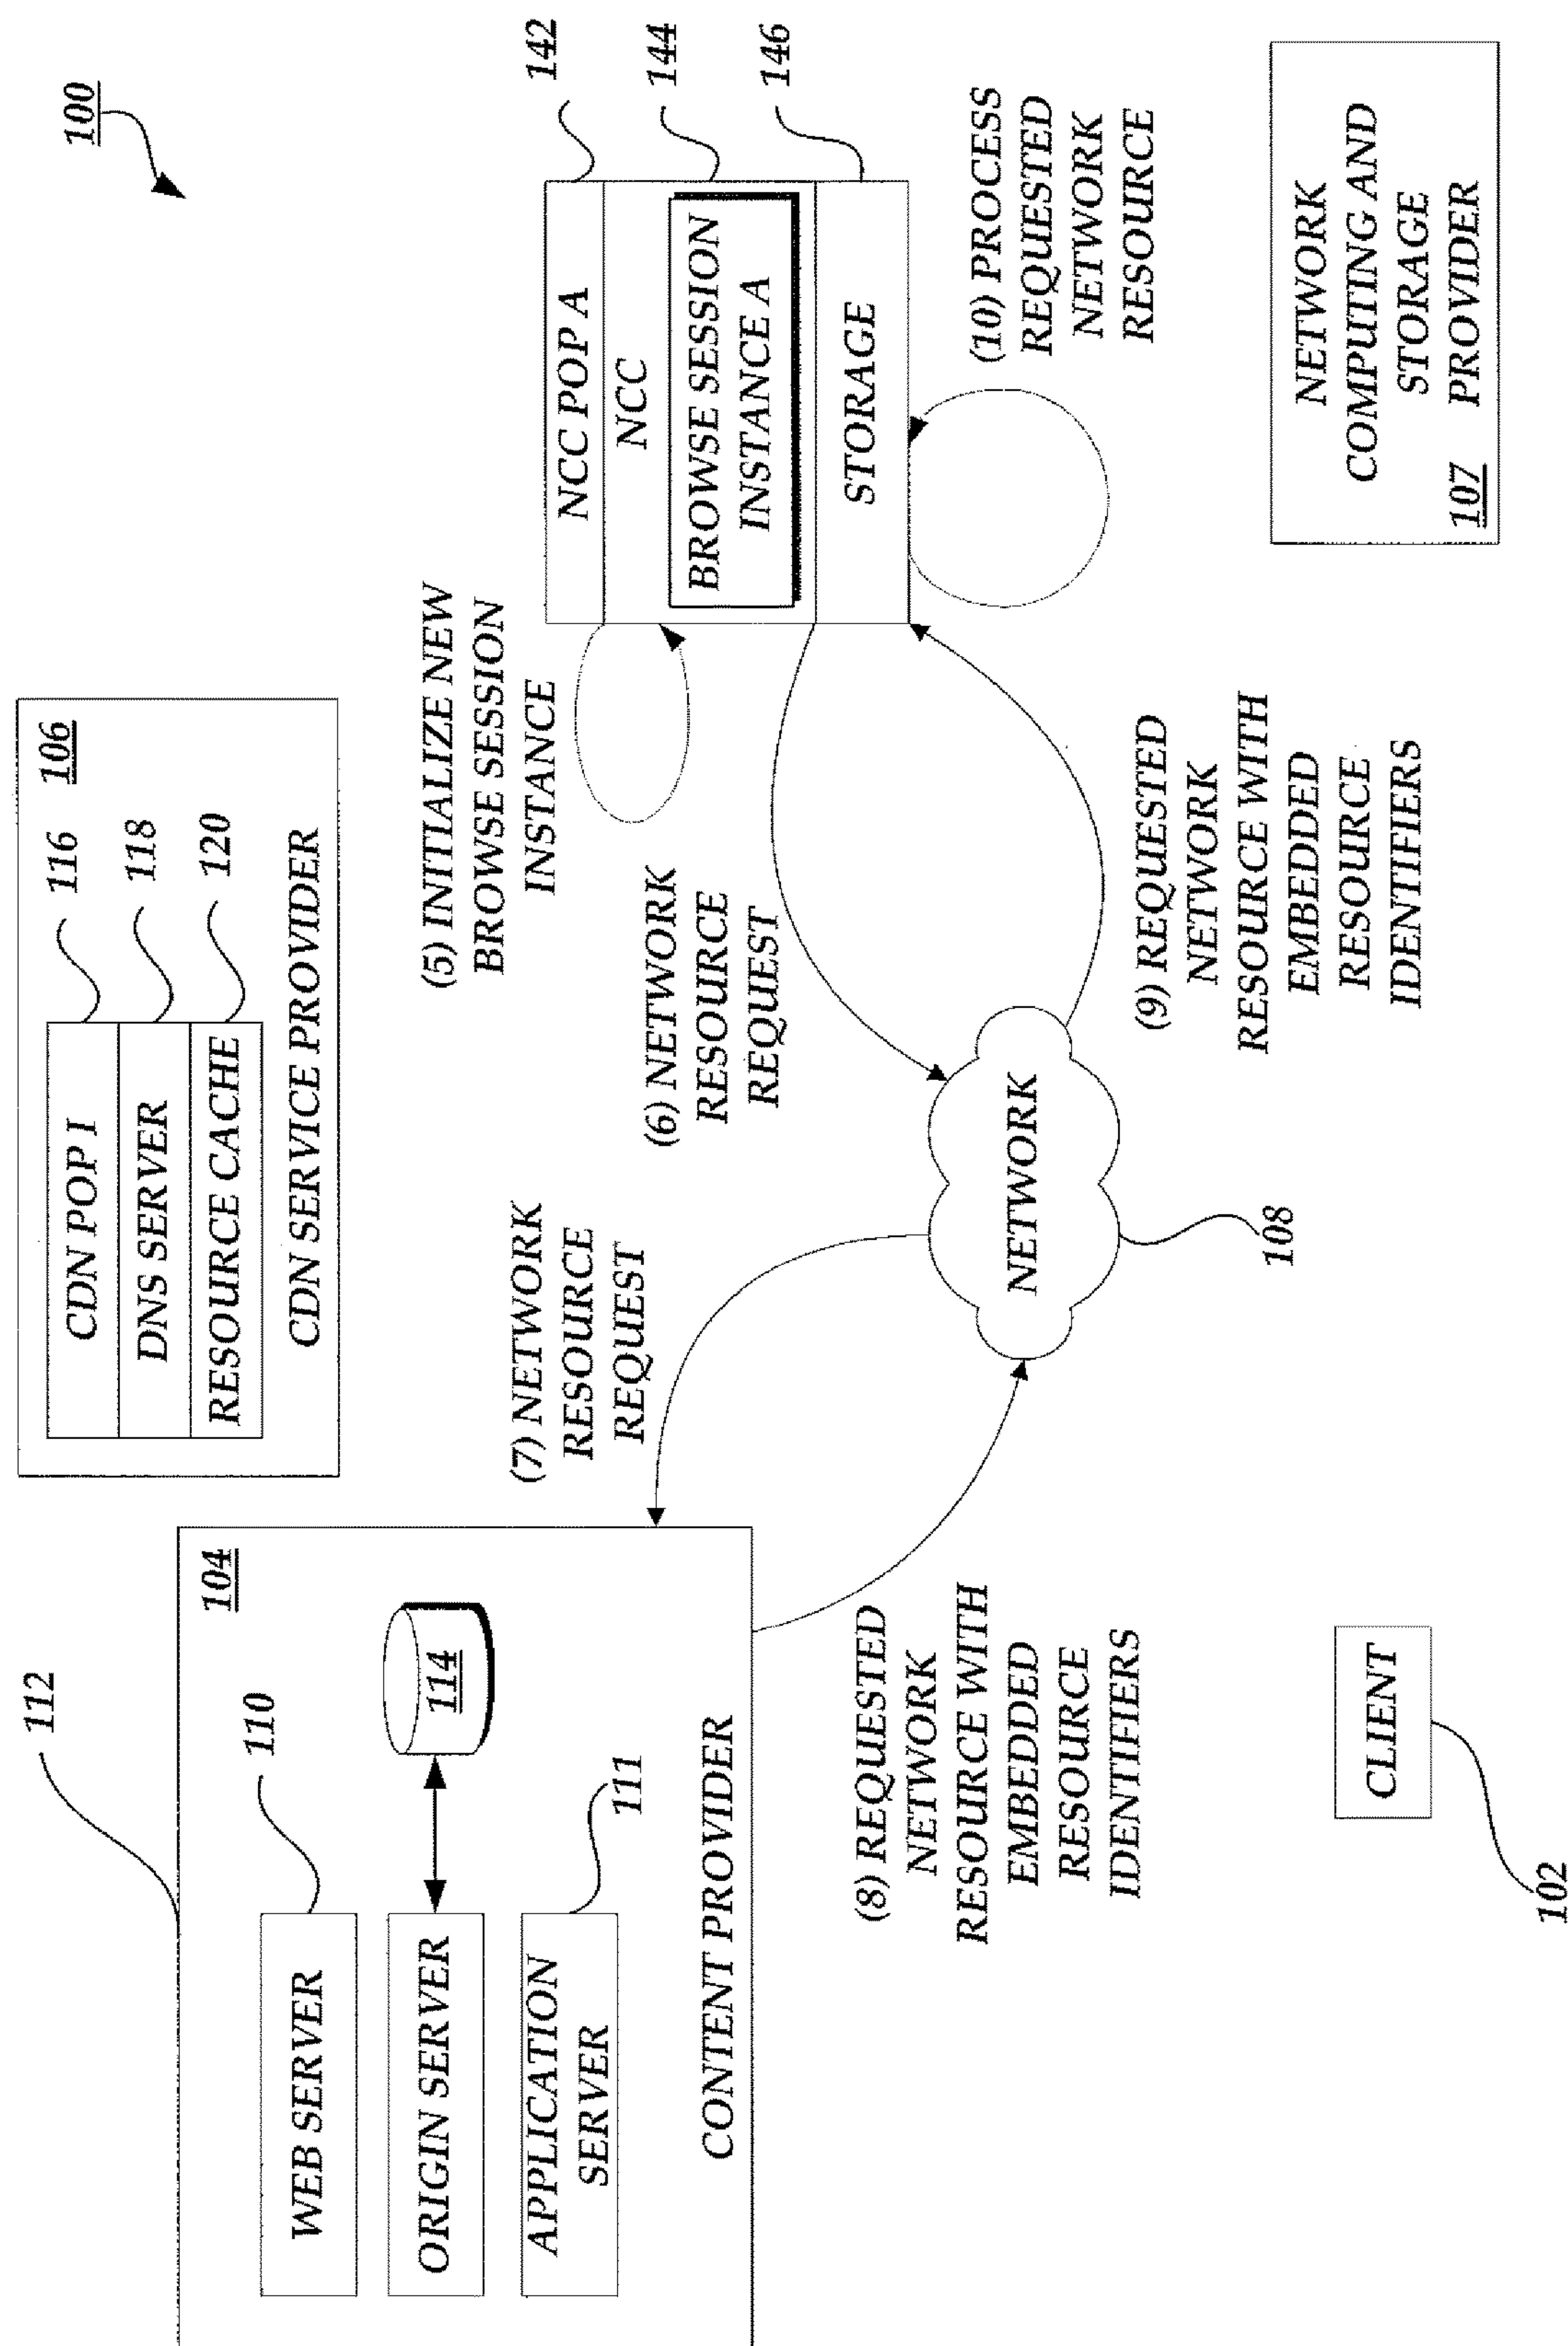 100
112
104
110
WEB SERVER
ORIGIN SERVER
114
APPLICATION
SERVER
111
CONTENT PROVIDER
106
CDN POP I
116
DNS SERVER
118
RESOURCE CACHE
120
CDN SERVICE PROVIDER
(5) INITIALIZE NEW
BROWSE SESSION
INSTANCE
142
NCC POP A
144
NCC
BROWSE SESSION
INSTANCE A
146
STORAGE
(7) NETWORK
RESOURCE
REQUEST
(6) NETWORK
RESOURCE
REQUEST
(8) REQUESTED
NETWORK
RESOURCE WITH
EMBEDDED
RESOURCE
IDENTIFIERS
NETWORK
108
(9) REQUESTED
NETWORK
RESOURCE WITH
EMBEDDED
RESOURCE
IDENTIFIERS
(10) PROCESS
REQUESTED
NETWORK
RESOURCE
CLIENT
102
NETWORK
COMPUTING AND
STORAGE
107 PROVIDER